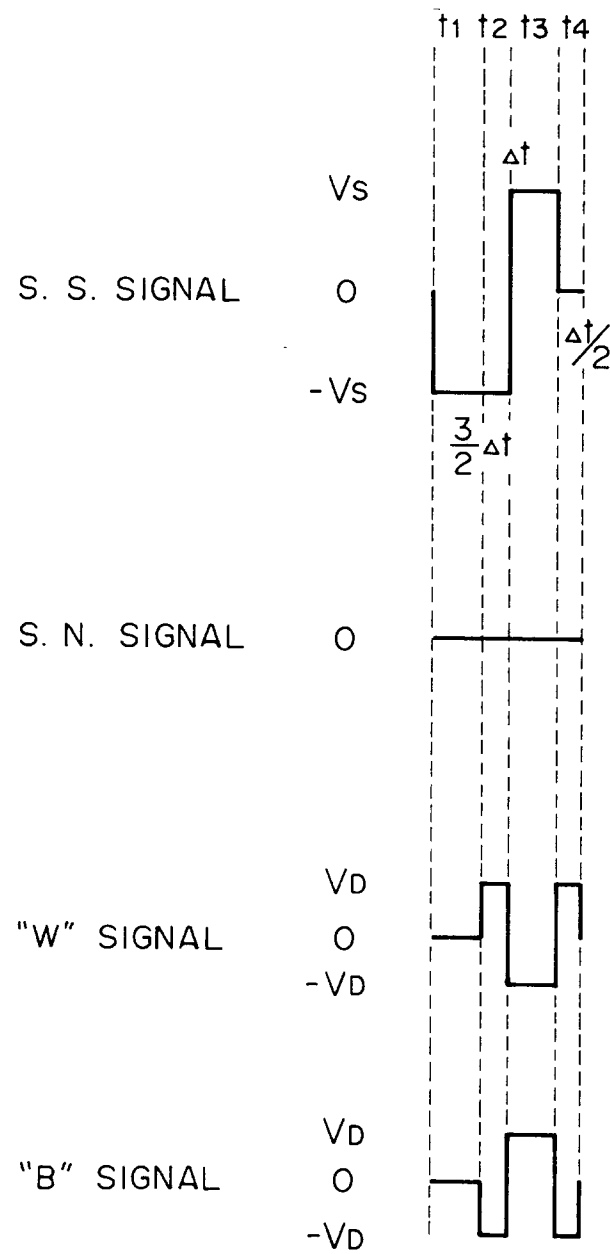 t1 t2 t3 t4
Δt
Vs
S. S. SIGNAL 0
Δt/2
-Vs
3/2 Δt
S. N. SIGNAL 0
VD
"W" SIGNAL 0
-VD
VD
"B" SIGNAL 0
-VD